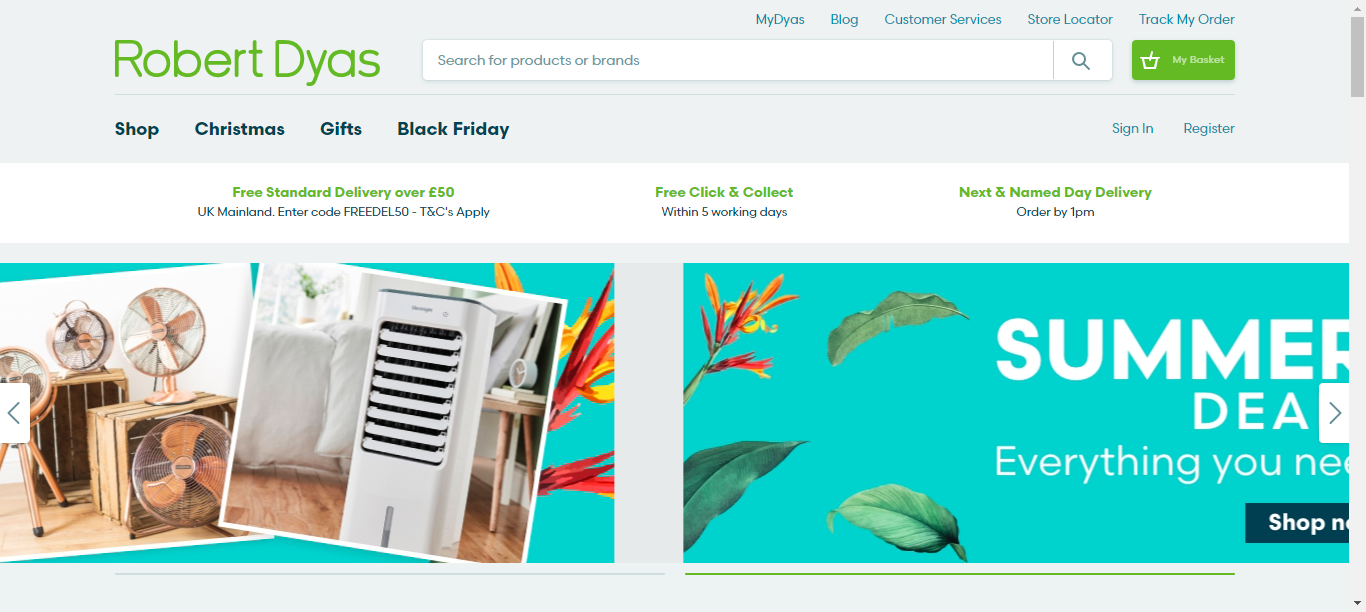 MyDyas Blog Customer Services Store Locator Track My Order
Robert Dyas
Search for products or brands
My Basket
Shop Christmas Gifts Black Friday
Sign In Register
Free Standard Delivery over £50
UK Mainland. Enter code FREEDEL50 - T&C's Apply
Free Click & Collect
Within 5 working days
Next & Named Day Delivery
Order by 1pm
SUMMER
DEA
Everything you nee
Shop no